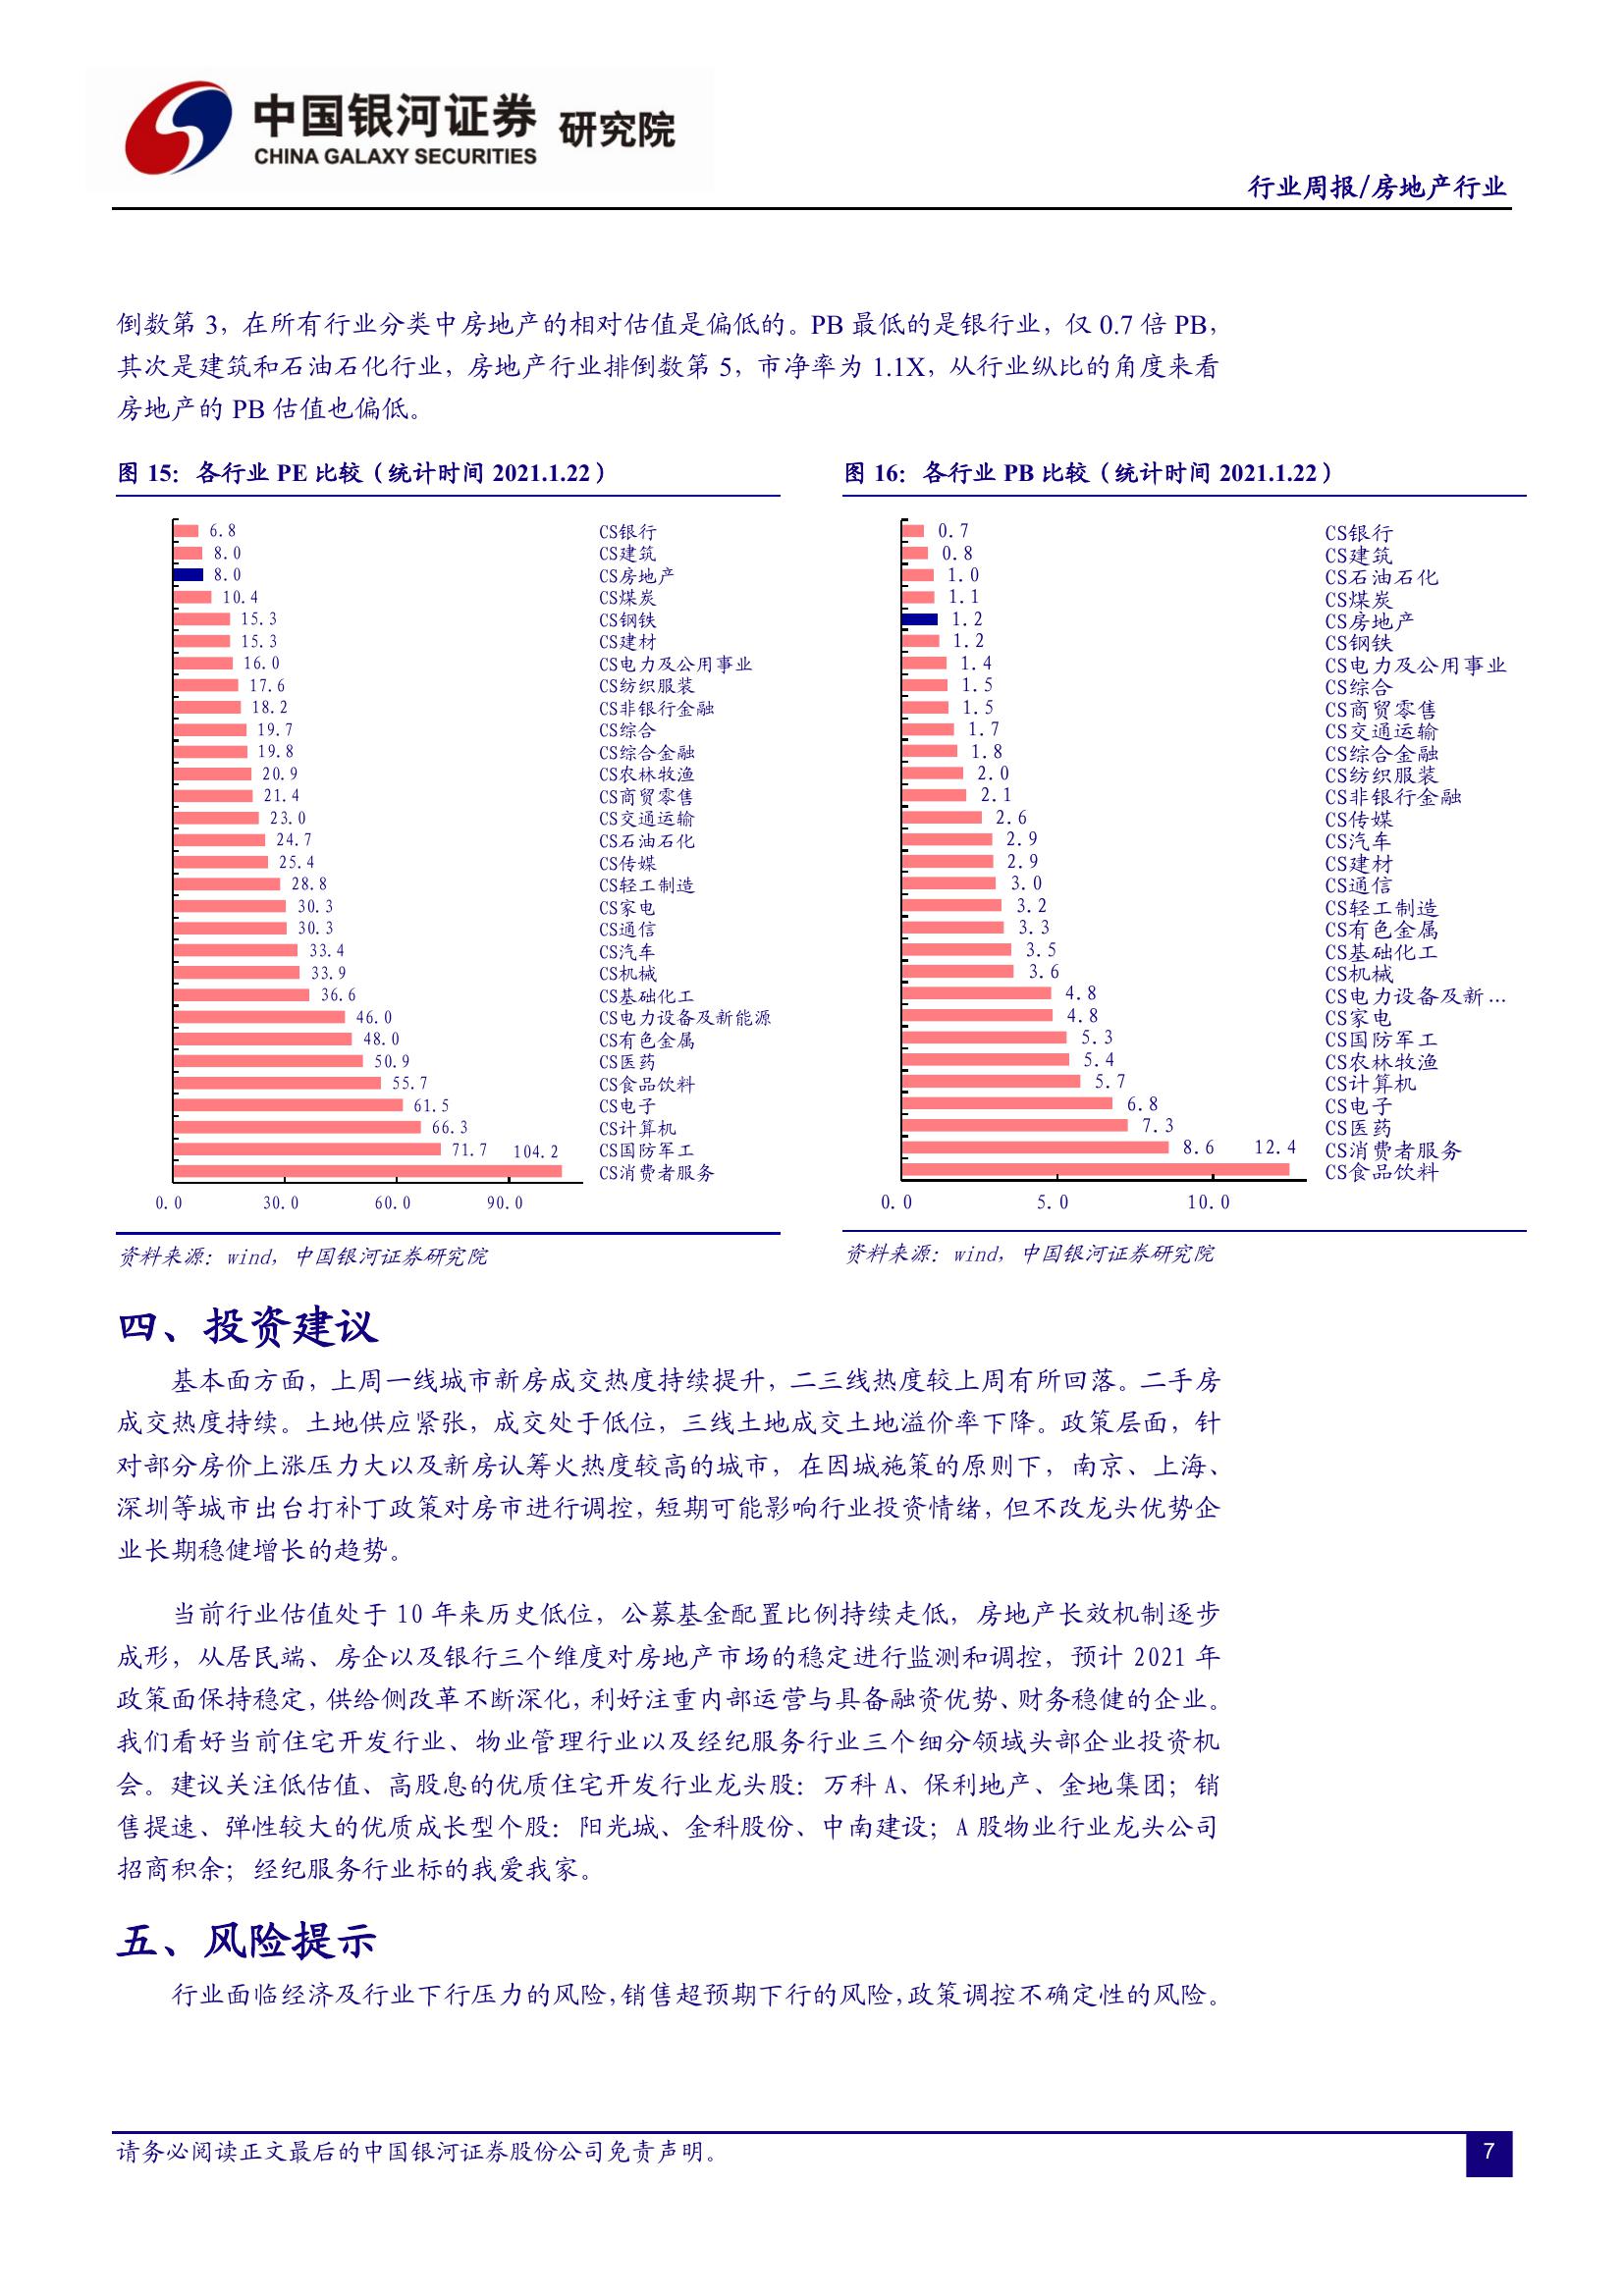 中国银河证券 研究院
CHINA GALAXY SECURITIES
行业周报/房地产行业
倒数第 3，在所有行业分类中房地产的相对估值是偏低的。PB 最低的是银行业，仅 0.7 倍 PB，
其次是建筑和石油石化行业，房地产行业排倒数第 5，市净率为 1.1X，从行业纵比的角度来看
房地产的 PB 估值也偏低。
图 15：各行业 PE 比较（统计时间 2021.1.22）
6.8 CS银行
8.0 CS建筑
8.0 CS房地产
10.4 CS煤炭
15.3 CS钢铁
15.3 CS建材
16.0 CS电力及公用事业
17.6 CS纺织服装
18.2 CS非银行金融
19.7 CS综合
19.8 CS综合金融
20.9 CS农林牧渔
21.4 CS商贸零售
23.0 CS交通运输
24.7 CS石油石化
25.4 CS传媒
28.8 CS轻工制造
30.3 CS家电
30.3 CS通信
33.4 CS汽车
33.9 CS机械
36.6 CS基础化工
46.0 CS电力设备及新能源
48.0 CS有色金属
50.9 CS医药
55.7 CS食品饮料
61.5 CS电子
66.3 CS计算机
71.7 CS国防军工
104.2 CS消费者服务
0.0 30.0 60.0 90.0
资料来源：wind，中国银河证券研究院
图 16：各行业 PB 比较（统计时间 2021.1.22）
0.7 CS银行
0.8 CS建筑
1.0 CS石油石化
1.1 CS煤炭
1.2 CS房地产
1.2 CS钢铁
1.4 CS电力及公用事业
1.5 CS综合
1.5 CS商贸零售
1.7 CS交通运输
1.8 CS综合金融
2.0 CS纺织服装
2.1 CS非银行金融
2.6 CS传媒
2.9 CS汽车
2.9 CS建材
3.0 CS通信
3.2 CS轻工制造
3.3 CS有色金属
3.5 CS基础化工
3.6 CS机械
4.8 CS电力设备及新…
4.8 CS家电
5.3 CS国防军工
5.4 CS农林牧渔
5.7 CS计算机
6.8 CS电子
7.3 CS医药
8.6 CS消费者服务
12.4 CS食品饮料
0.0 5.0 10.0
资料来源：wind，中国银河证券研究院
四、投资建议
基本面方面，上周一线城市新房成交热度持续提升，二三线热度较上周有所回落。二手房
成交热度持续。土地供应紧张，成交处于低位，三线土地成交土地溢价率下降。政策层面，针
对部分房价上涨压力大以及新房认筹火热度较高的城市，在因城施策的原则下，南京、上海、
深圳等城市出台打补丁政策对房市进行调控，短期可能影响行业投资情绪，但不改龙头优势企
业长期稳健增长的趋势。
当前行业估值处于 10 年来历史低位，公募基金配置比例持续走低，房地产长效机制逐步
成形，从居民端、房企以及银行三个维度对房地产市场的稳定进行监测和调控，预计 2021 年
政策面保持稳定，供给侧改革不断深化，利好注重内部运营与具备融资优势、财务稳健的企业。
我们看好当前住宅开发行业、物业管理行业以及经纪服务行业三个细分领域头部企业投资机
会。建议关注低估值、高股息的优质住宅开发行业龙头股：万科 A、保利地产、金地集团；销
售提速、弹性较大的优质成长型个股：阳光城、金科股份、中南建设；A 股物业行业龙头公司
招商积余；经纪服务行业标的我爱我家。
五、风险提示
行业面临经济及行业下行压力的风险，销售超预期下行的风险，政策调控不确定性的风险。
请务必阅读正文最后的中国银河证券股份公司免责声明。
7